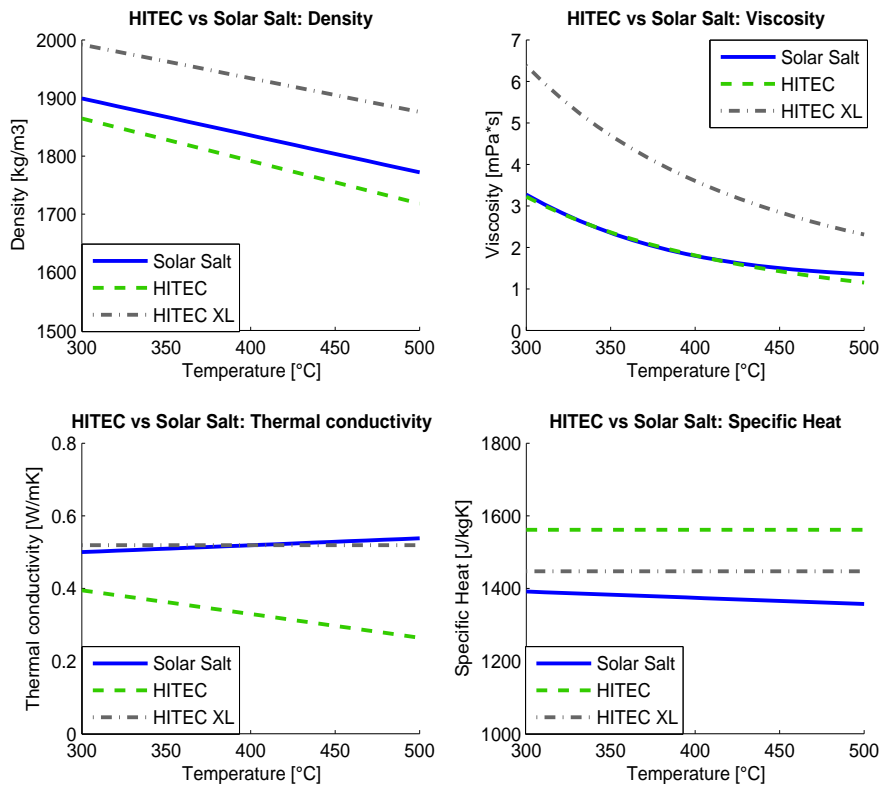 HITEC vs Solar Salt: Density
Density [kg/m3]
2000
1900
1800
1700
1600
1500
Solar Salt
HITEC
HITEC XL
300
350
400
450
500
Temperature [°C]
HITEC vs Solar Salt: Viscosity
Viscosity [mPa*s]
7
6
5
4
3
2
1
0
Solar Salt
HITEC
HITEC XL
300
350
400
450
500
Temperature [°C]
HITEC vs Solar Salt: Thermal conductivity
Thermal conductivity [W/mK]
0.8
0.6
0.4
0.2
0
Solar Salt
HITEC
HITEC XL
300
350
400
450
500
Temperature [°C]
HITEC vs Solar Salt: Specific Heat
Specific Heat [J/kgK]
1800
1600
1400
1200
1000
Solar Salt
HITEC
HITEC XL
300
350
400
450
500
Temperature [°C]